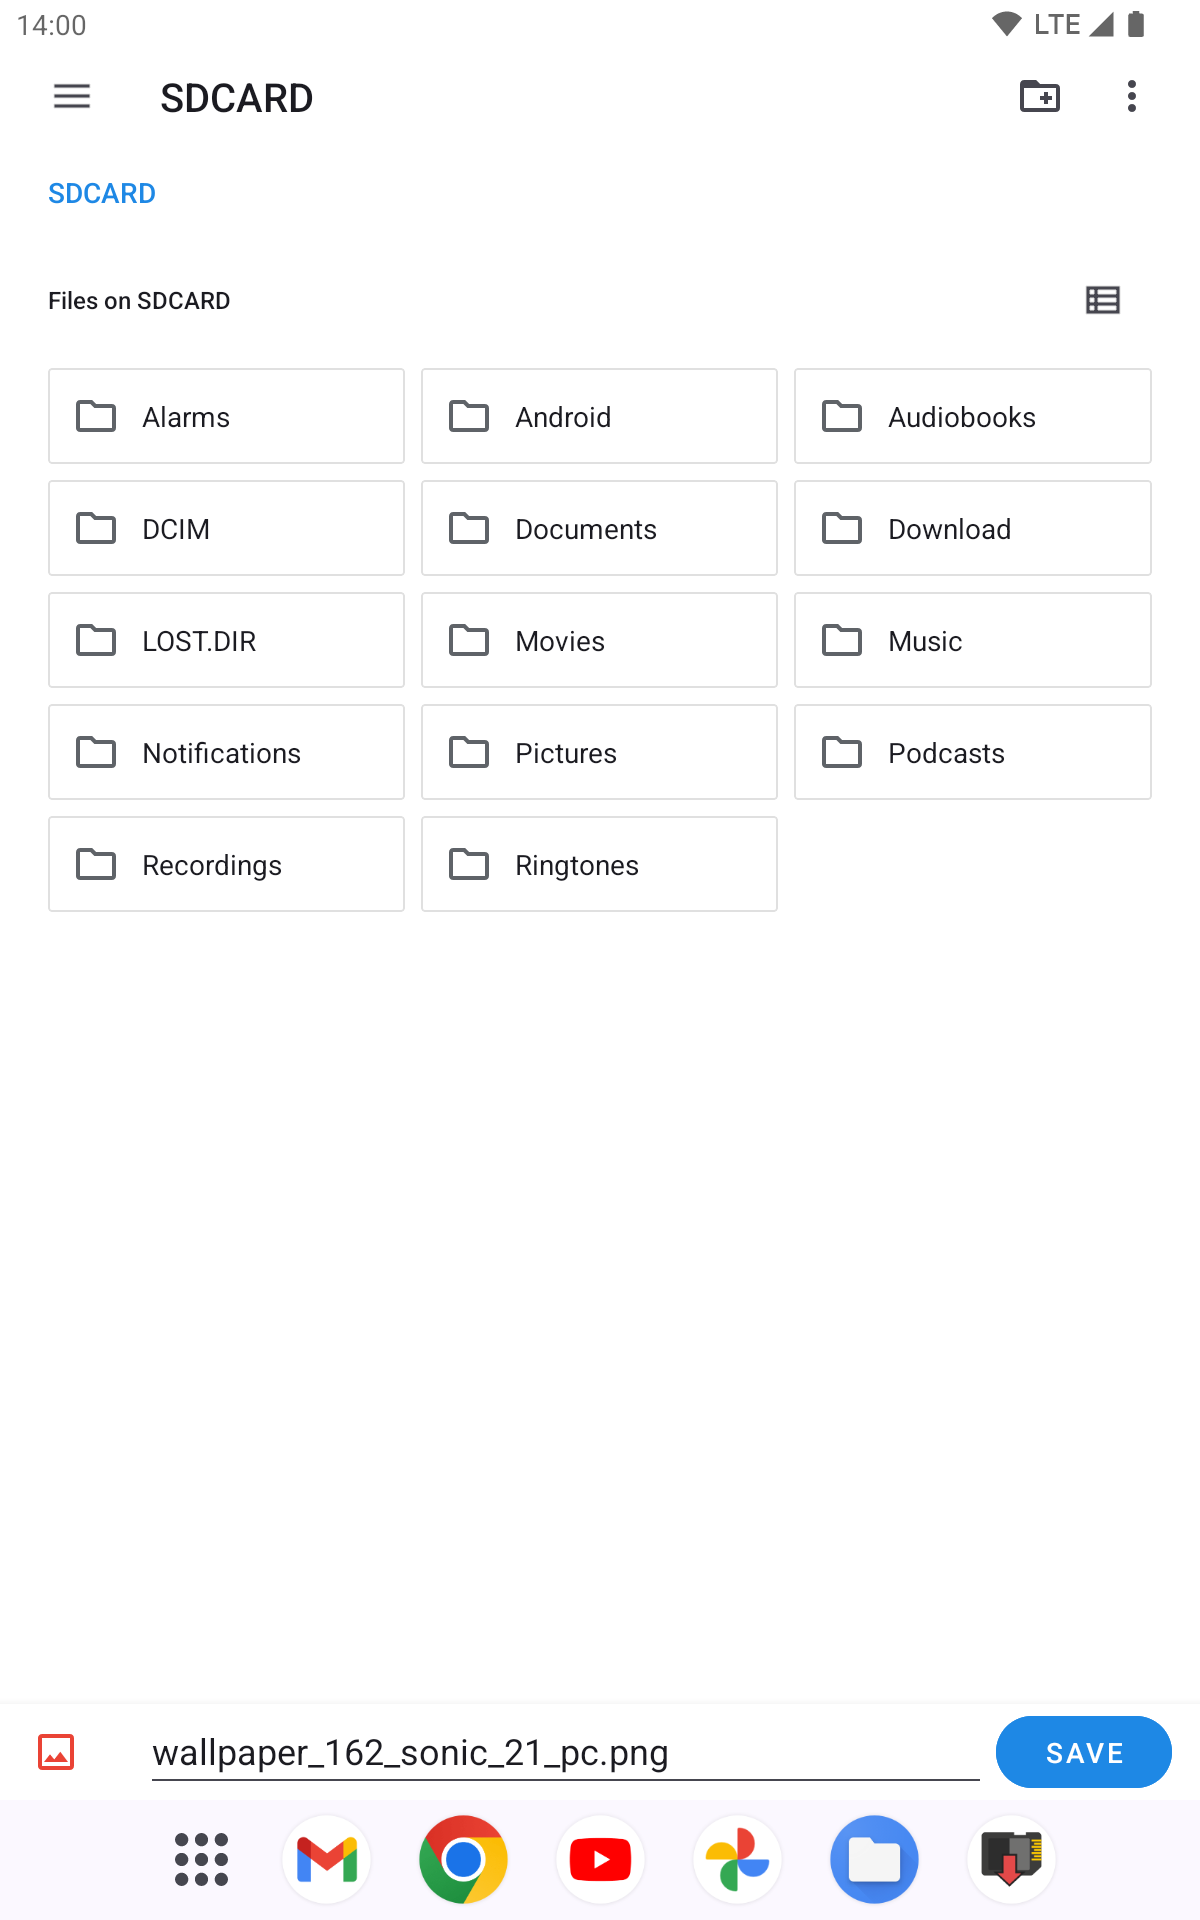 14:00
LTE
SDCARD
SDCARD
Files on SDCARD
Alarms
Android
Audiobooks
DCIM
Documents
Download
LOST.DIR
Movies
Music
Notifications
Pictures
Podcasts
Recordings
Ringtones
wallpaper_162_sonic_21_pc.png
SAVE